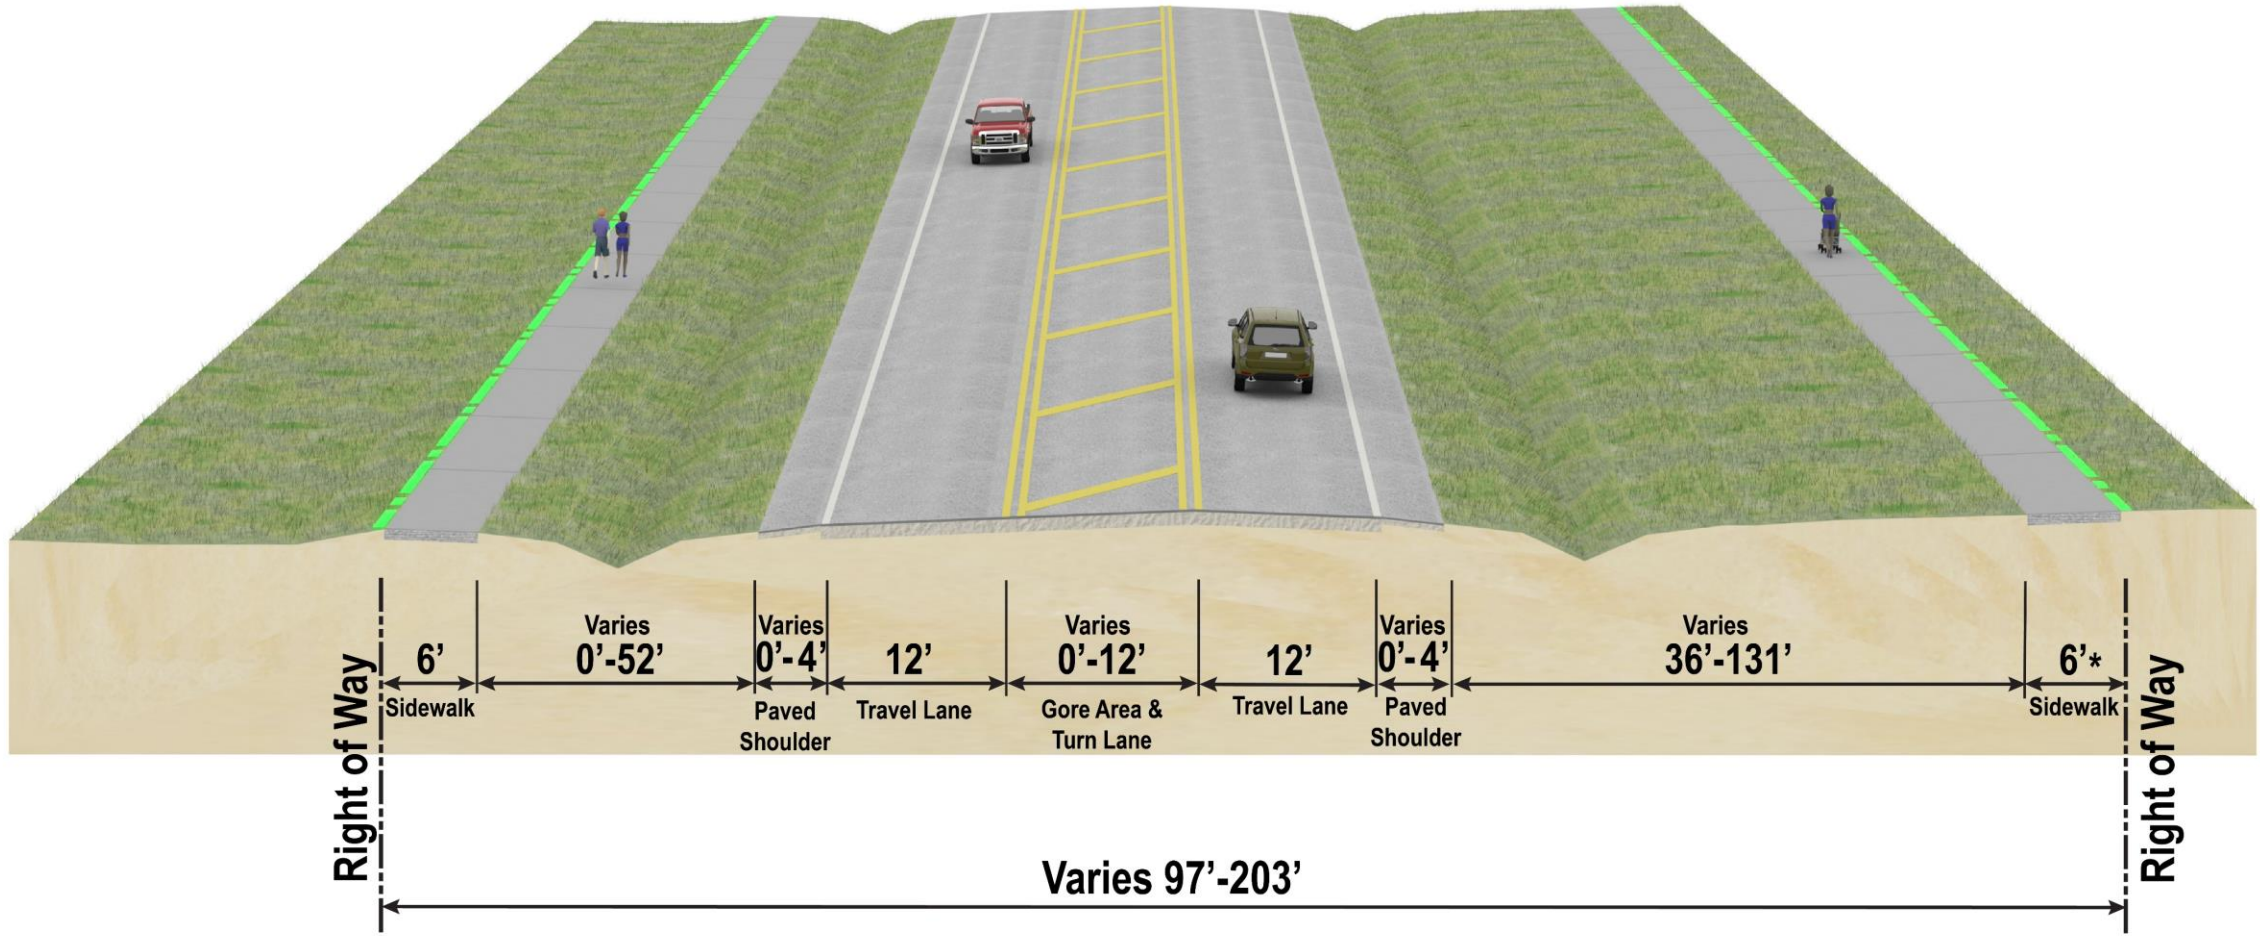 Varies
Varies
Varies
Varies
Varies
6’
0’-52’
0’-4’
12’
0’-12’
12’
0’-4’
36’-131’
6’*
Sidewalk
Paved
Shoulder
Travel Lane
Gore Area &
Turn Lane
Travel Lane
Paved
Shoulder
Sidewalk
Right of Way
Right of Way
Varies 97’-203’